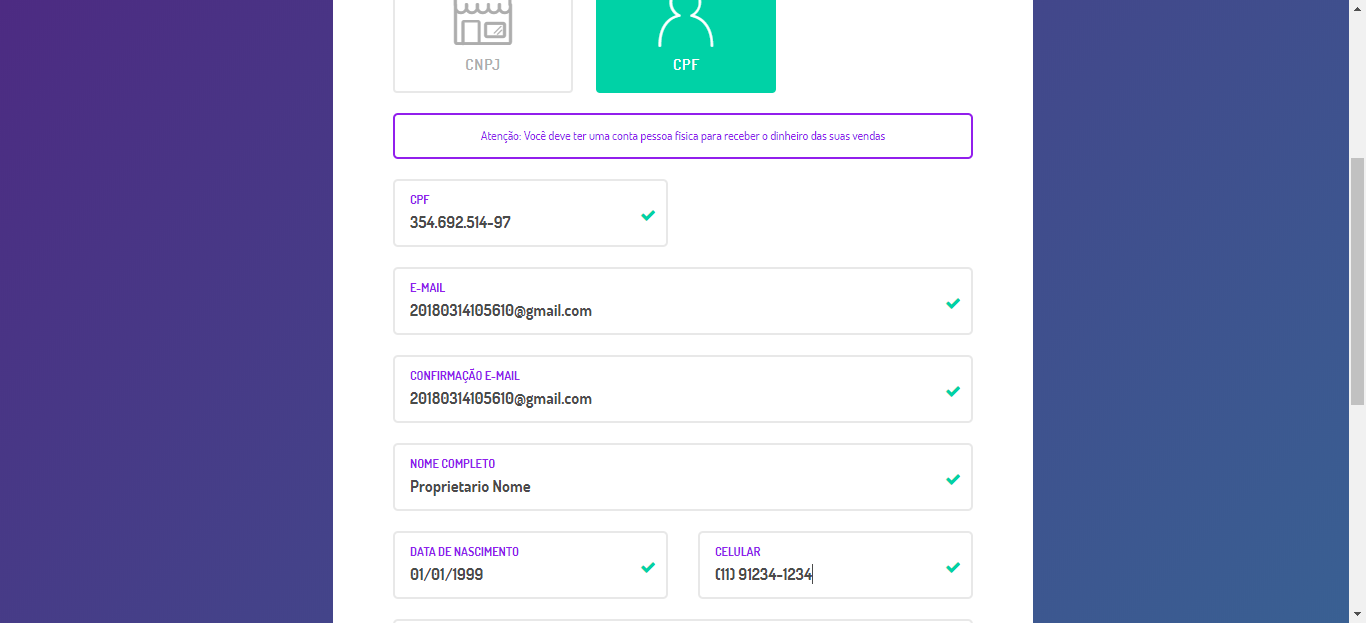 CNPJ
CPF
Atenção: Você deve ter uma conta pessoa física para receber o dinheiro das suas vendas
CPF
354.692.514-97
E-MAIL
20180314105610@gmail.com
CONFIRMAÇÃO E-MAIL
20180314105610@gmail.com
NOME COMPLETO
Proprietario Nome
DATA DE NASCIMENTO
CELULAR
01/01/1999
(11) 91234-1234